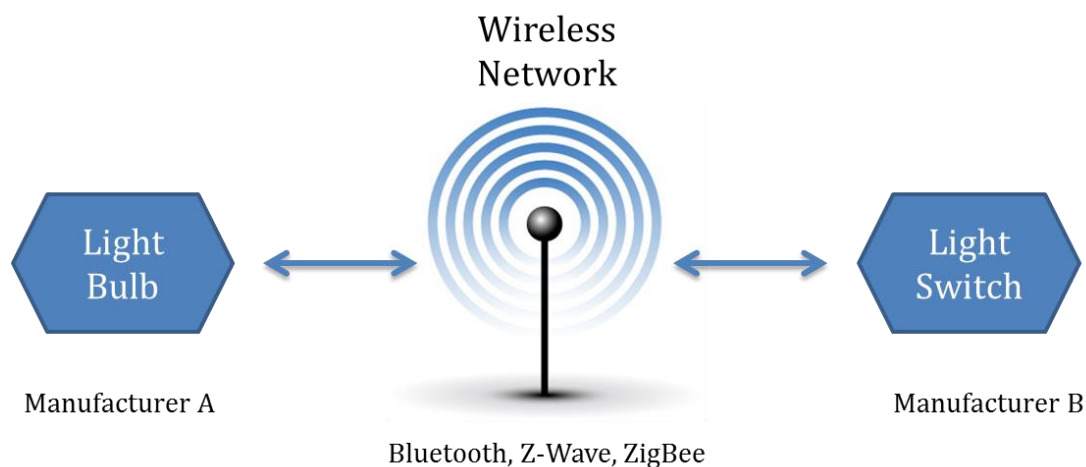 Wireless
Network
Light
Bulb
Light
Switch
Manufacturer A
Manufacturer B
Bluetooth, Z-Wave, ZigBee